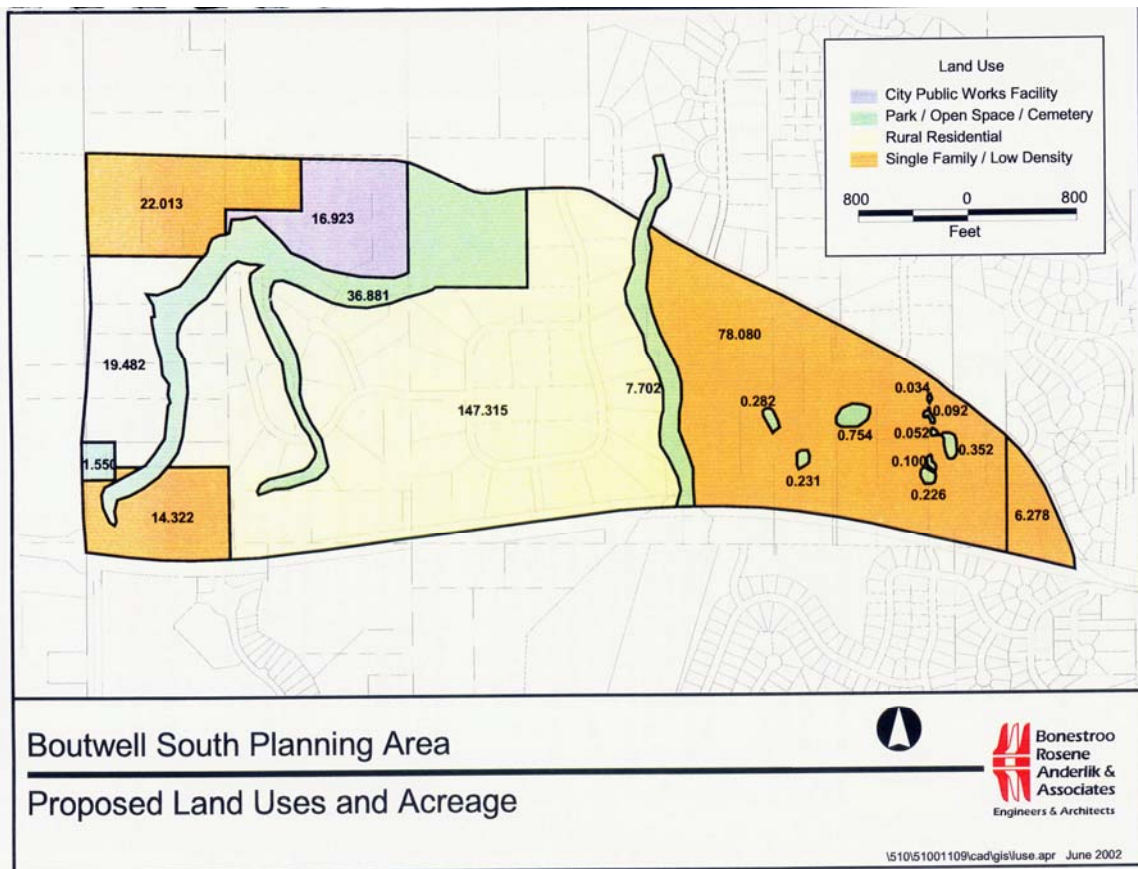 Land Use
City Public Works Facility
Park / Open Space / Cemetery
Rural Residential
Single Family / Low Density
800 0 800
Feet
22.013
16.923
36.881
19.482
78.080
0.034
0.282
7.702
0.092
147.315
0.754
0.052
0.352
1.550
0.100
0.231
0.226
14.322
6.278
Boutwell South Planning Area
Proposed Land Uses and Acreage
Bonestroo
Rosene
Anderlik &
Associates
Engineers & Architects
\510\51001109\cad\gis\luse.apr June 2002